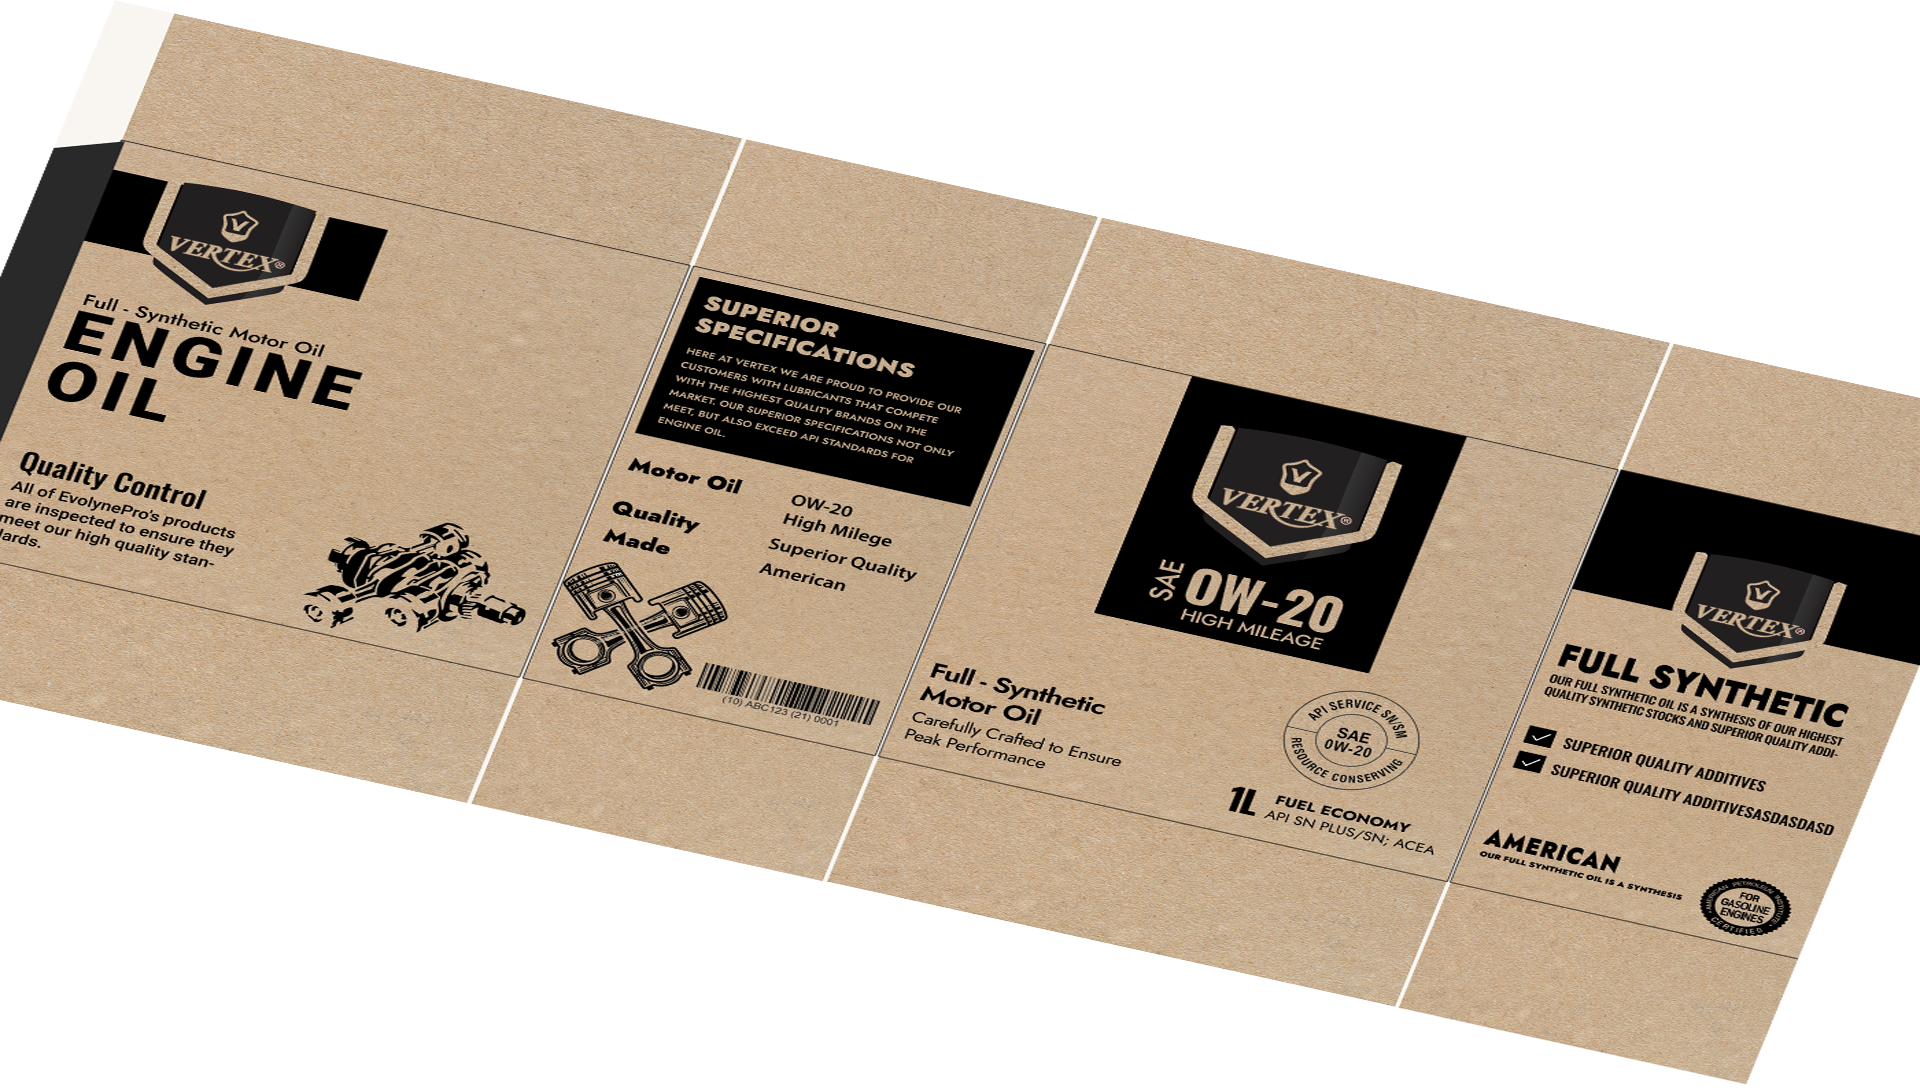 VERTEX®
Full - Synthetic Motor Oil
ENGINE
OIL
Quality Control
All of EvolynePro's products
are inspected to ensure they
meet our high quality stan-
SUPERIOR
SPECIFICATIONS
HERE AT VERTEX WE ARE PROUD TO PROVIDE OUR
CUSTOMERS WITH LUBRICANTS THAT COMPETE
WITH THE HIGHEST QUALITY BRANDS ON THE
MARKET. OUR SUPERIOR SPECIFICATIONS NOT ONLY
MEET, BUT ALSO EXCEED API STANDARDS FOR
ENGINE OIL.
Motor Oil
Quality
Made
OW-20
High Milege
Superior Quality
American
(10) ABC123 (21) 0001
VERTEX®
SAE
0W-20
HIGH MILEAGE
Full - Synthetic
Motor Oil
Carefully Crafted to Ensure
Peak Performance
API SERVICE SN/SM
SAE
0W-20
RESOURCE CONSERVING
1L
FUEL ECONOMY
API SN PLUS/SN; ACEA
VERTEX®
FULL SYNTHETIC
OUR FULL SYNTHETIC OIL IS A SYNTHESIS OF OUR HIGHEST
QUALITY SYNTHETIC STOCKS AND SUPERIOR QUALITY ADDI-
SUPERIOR QUALITY ADDITIVES
SUPERIOR QUALITY ADDITIVESASDASDASD
AMERICAN
OUR FULL SYNTHETIC OIL IS A SYNTHESIS
AMERICAN PETROLEUM INSTITUTE
FOR
GASOLINE
ENGINES
CERTIFIED